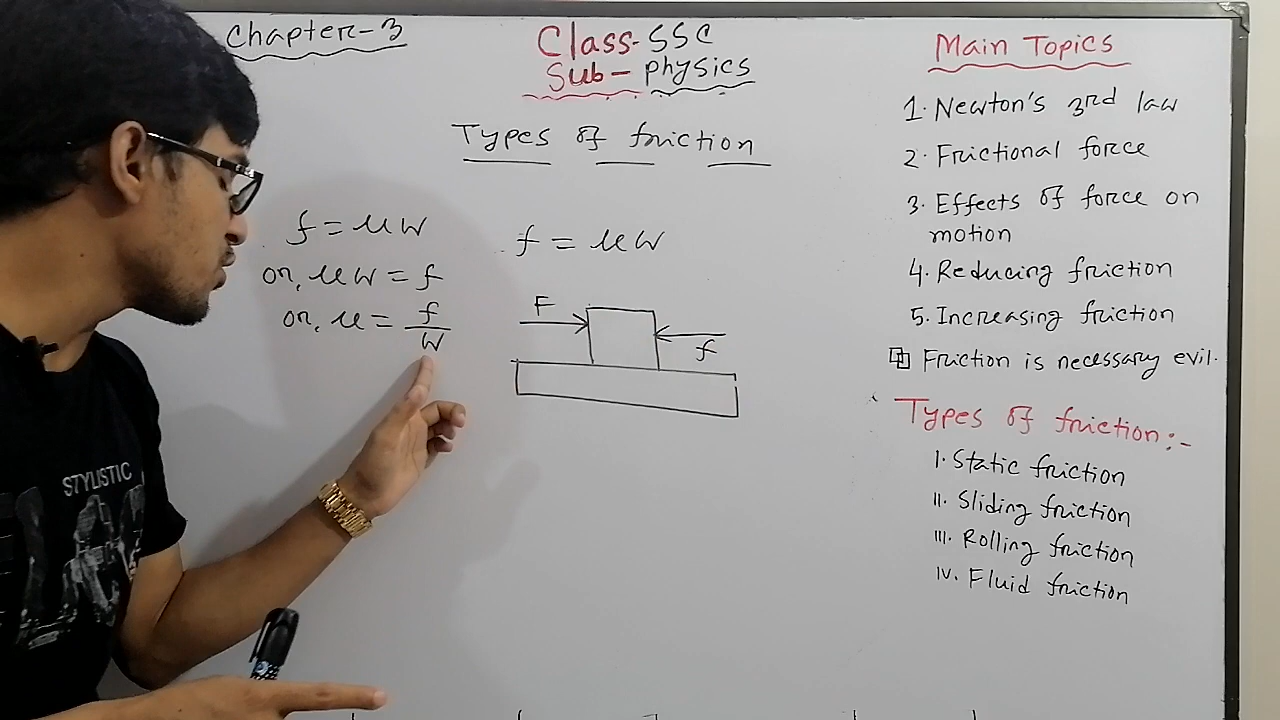 Chapter-3
Class-SSC
Sub-physics
Types of friction
f = μW
or, μW = f
or, μ = f/W
f = μW
F
f
Main Topics
1. Newton's 3rd law
2. Frictional force
3. Effects of force on
motion
4. Reducing friction
5. Increasing friction
Friction is necessary evil.
Types of friction:-
I. Static friction
II. Sliding friction
III. Rolling friction
IV. Fluid friction
STYLISTIC